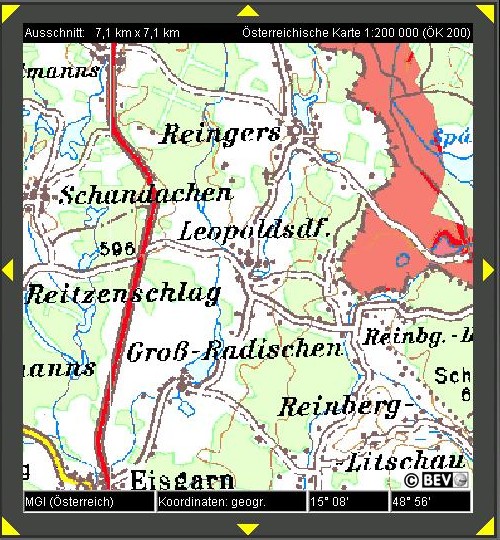 Ausschnitt: 7,1 km x 7,1 km Österreichische Karte 1:200 000 (ÖK 200)
Reingers
Schandachen
Leopoldsdf.
596
Reitzenschlag
Groß-Radischen
Reinberg-
-Litschau
Eisgarn
© BEV
MGI (Österreich) Koordinaten: geogr. 15° 08' 48° 56'